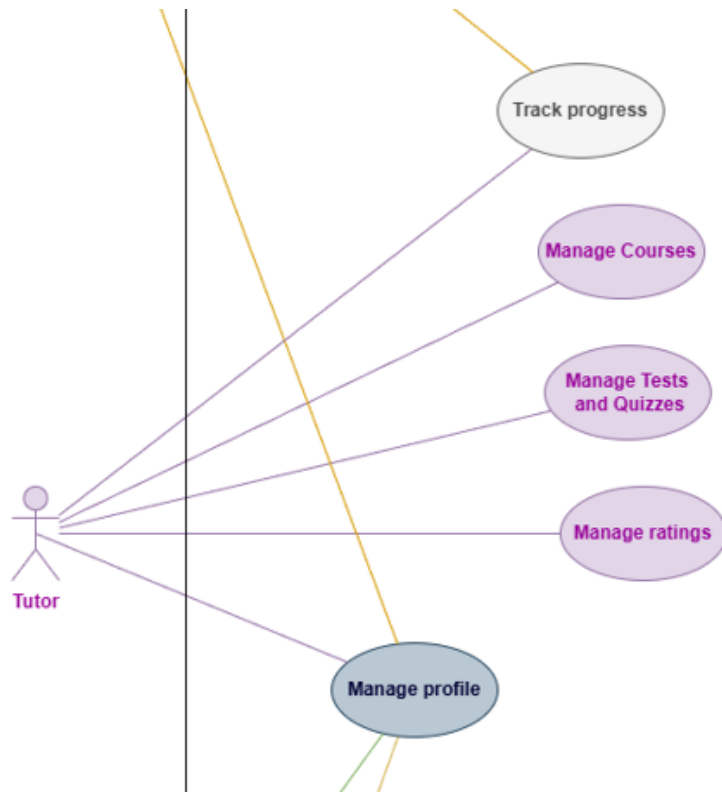 Track progress
Manage Courses
Manage Tests
and Quizzes
Manage ratings
Tutor
Manage profile